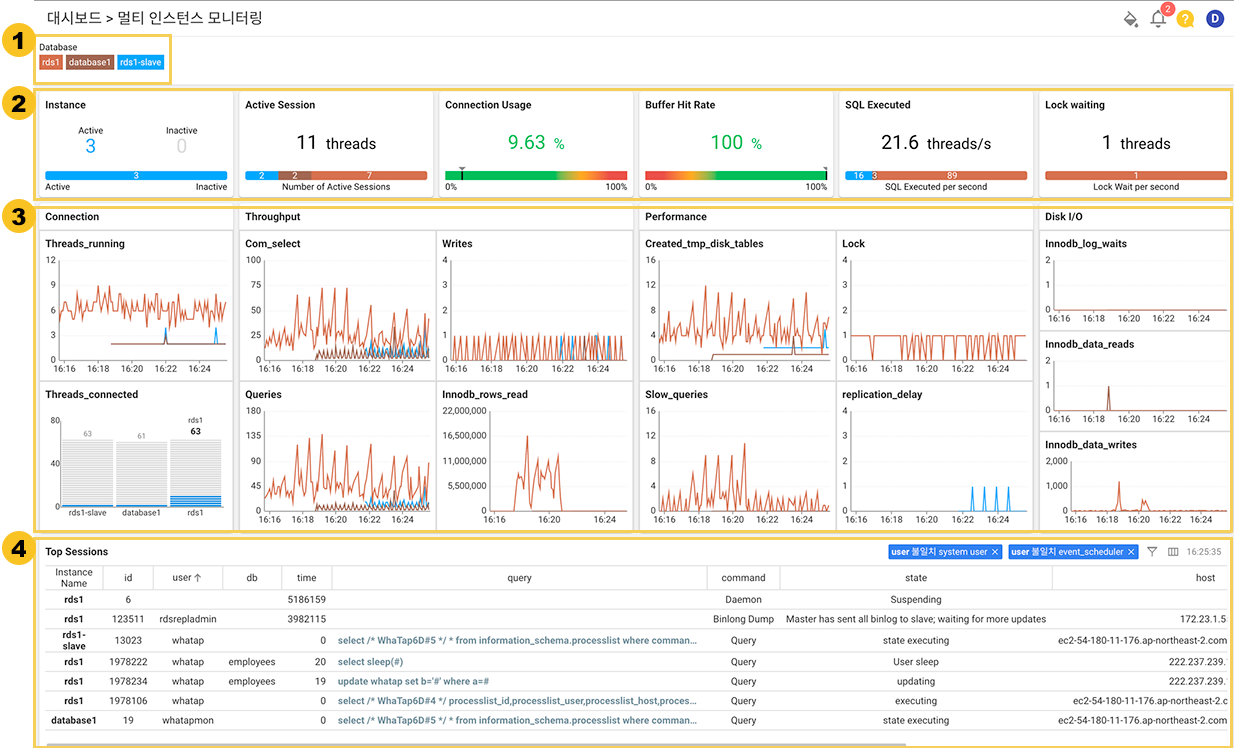 대시보드 > 멀티 인스턴스 모니터링
2
?
D
1
Database
rds1 database1 rds1-slave
2
Instance Active Session Connection Usage Buffer Hit Rate SQL Executed Lock waiting
Active Inactive
3 0 11 threads 9.63 % 100 % 21.6 threads/s 1 threads
3 2 2 7 16 3 89 1
Active Inactive Number of Active Sessions 0% 100% 0% 100% SQL Executed per second Lock Wait per second
3
Connection Throughput Performance Disk I/O
Threads_running
12
9
6
3
0
16:16 16:18 16:20 16:22 16:24
Com_select
100
75
50
25
0
16:16 16:18 16:20 16:22 16:24
Writes
4
3
2
1
0
16:16 16:18 16:20 16:22 16:24
Created_tmp_disk_tables
16
12
8
4
0
16:16 16:18 16:20 16:22 16:24
Lock
4
3
2
1
0
16:16 16:18 16:20 16:22 16:24
Innodb_log_waits
2
1
0
16:16 16:18 16:20 16:22 16:24
Innodb_data_reads
2
1
0
16:16 16:18 16:20 16:22 16:24
Threads_connected
80
40
0
63 61 rds1
63
rds1-slave database1 rds1
Queries
180
135
90
45
0
16:16 16:18 16:20 16:22 16:24
Innodb_rows_read
22,000,000
16,500,000
11,000,000
5,500,000
0
16:16 16:20 16:24
Slow_queries
16
12
8
4
0
16:16 16:18 16:20 16:22 16:24
replication_delay
4
3
2
1
0
16:16 16:18 16:20 16:22 16:24
Innodb_data_writes
2,000
1,000
0
16:16 16:18 16:20 16:22 16:24
4
Top Sessions user 불일치 system user × user 불일치 event_scheduler × 16:25:35
Instance Name id user ↑ db time query command state host
rds1 6 5186159 Daemon Suspending
rds1 123511 rdsrepladmin 3982115 Binlong Dump Master has sent all binlog to slave; waiting for more updates 172.23.1.5
rds1-slave 13023 whatap 0 select /* WhaTap6D#5 */ * from information_schema.processlist where comman... Query state executing ec2-54-180-11-176.ap-northeast-2.com
rds1 1978222 whatap employees 20 select sleep(#) Query User sleep 222.237.239.
rds1 1978234 whatap employees 19 update whatap set b='#' where a=# Query updating 222.237.239.
rds1 1978106 whatap 0 select /* WhaTap6D#4 */ processlist_id,processlist_user,processlist_host,proces... Query executing ec2-54-180-11-176.ap-northeast-2.c
database1 19 whatapmon 0 select /* WhaTap6D#5 */ * from information_schema.processlist where comman... Query state executing ec2-54-180-11-176.ap-northeast-2.com